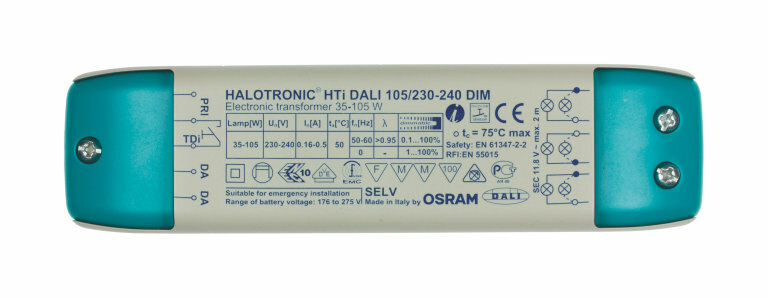 HALOTRONIC® HTi DALI 105/230-240 DIM
Electronic transformer 35-105 W
PRI
TDi
DA
DA
Lamp[W] Uₙ[V] Iₙ[A] tₐ[°C] fₙ[Hz] λ dimmable
35-105 230-240 0.16-0.5 50 50-60 >0.95 0.1...100%
0 - 1...100%
tc = 75°C max
Safety: EN 61347-2-2
RFI:EN 55015
10
EMC
F M M 100
SELV
Suitable for emergency installation
Range of battery voltage: 176 to 275 V
Made in Italy by OSRAM
DALI
SEC 11.8 V~ max. 2 m